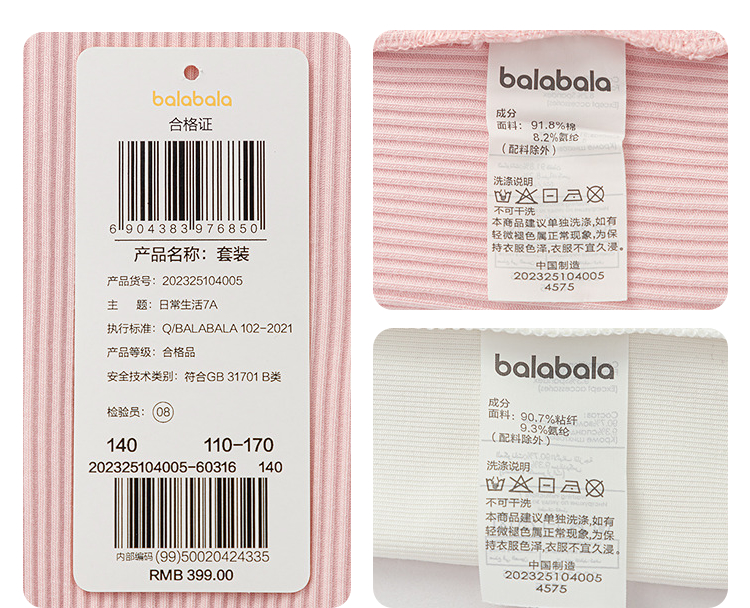 balabala
合格证
6 904383 976850
产品名称：套装
产品货号：202325104005
主 题：日常生活7A
执行标准：Q/BALABALA 102-2021
产品等级：合格品
安全技术类别：符合GB 31701 B类
检验员：08
140 110-170
202325104005-60316 140
内部编码 (99)50020424335
RMB 399.00
balabala
成分
面料：91.8%棉
8.2%氨纶
（配料除外）
洗涤说明
不可干洗
本商品建议单独洗涤,如有
轻微褪色属正常现象,为保
持衣服色泽,衣服不宜久浸。
中国制造
202325104005
4575
balabala
成分
面料：90.7%粘纤
9.3%氨纶
（配料除外）
洗涤说明
不可干洗
本商品建议单独洗涤,如有
轻微褪色属正常现象,为保
持衣服色泽,衣服不宜久浸。
中国制造
202325104005
4575